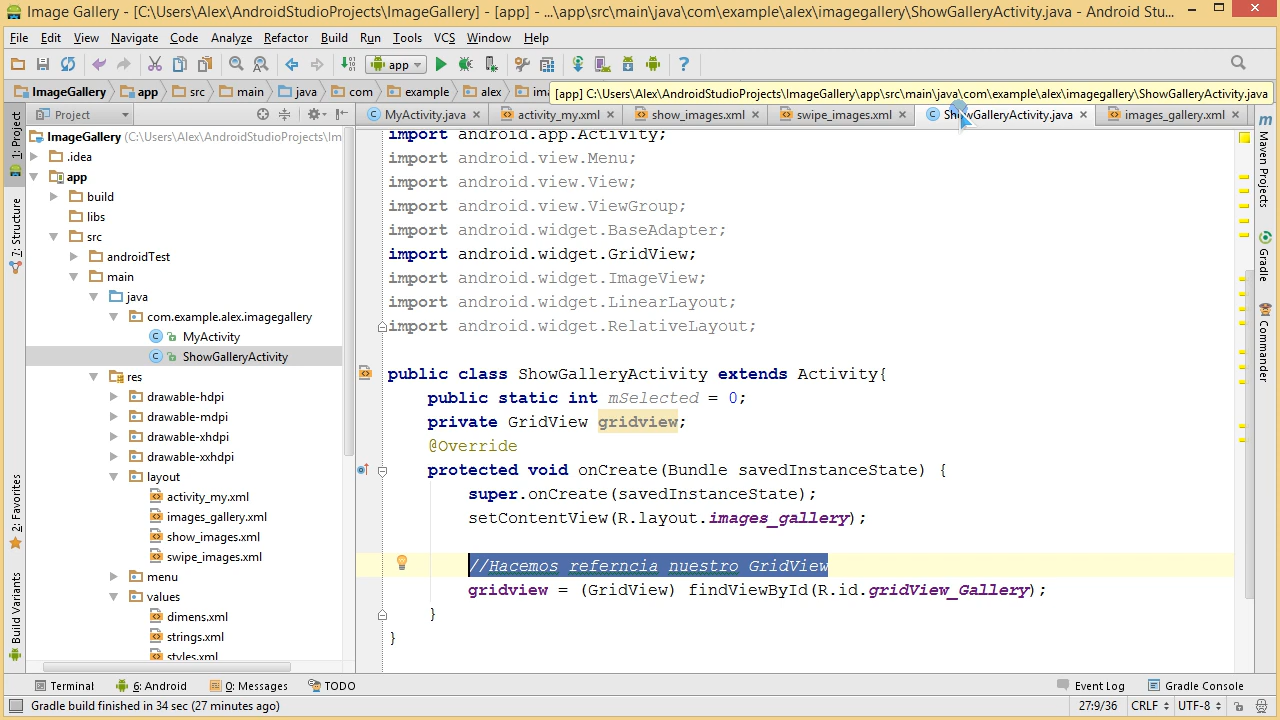 Image Gallery - [C:\Users\Alex\AndroidStudioProjects\ImageGallery] - [app] - ...\app\src\main\java\com\example\alex\imagegallery\ShowGalleryActivity.java - Android Stu...
File Edit View Navigate Code Analyze Refactor Build Run Tools VCS Window Help
app
ImageGallery app src main java com example alex
[app] C:\Users\Alex\AndroidStudioProjects\ImageGallery\app\src\main\java\com\example\alex\imagegallery\ShowGalleryActivity.java
Project
MyActivity.java activity_my.xml show_images.xml swipe_images.xml ShowGalleryActivity.java images_gallery.xml
1: Project
7: Structure
2: Favorites
Build Variants
ImageGallery (C:\Users\Alex\AndroidStudioProjects\Im
.idea
app
build
libs
src
androidTest
main
java
com.example.alex.imagegallery
MyActivity
ShowGalleryActivity
res
drawable-hdpi
drawable-mdpi
drawable-xhdpi
drawable-xxhdpi
layout
activity_my.xml
images_gallery.xml
show_images.xml
swipe_images.xml
menu
values
dimens.xml
strings.xml
styles.xml
import android.app.Activity;
import android.view.Menu;
import android.view.View;
import android.view.ViewGroup;
import android.widget.BaseAdapter;
import android.widget.GridView;
import android.widget.ImageView;
import android.widget.LinearLayout;
import android.widget.RelativeLayout;
public class ShowGalleryActivity extends Activity{
public static int mSelected = 0;
private GridView gridview;
@Override
protected void onCreate(Bundle savedInstanceState) {
super.onCreate(savedInstanceState);
setContentView(R.layout.images_gallery);
//Hacemos referncia nuestro GridView
gridview = (GridView) findViewById(R.id.gridView_Gallery);
}
}
Maven Projects
Gradle
Commander
Terminal 6: Android 0: Messages TODO Event Log Gradle Console
Gradle build finished in 34 sec (27 minutes ago) 27:9/36 CRLF UTF-8